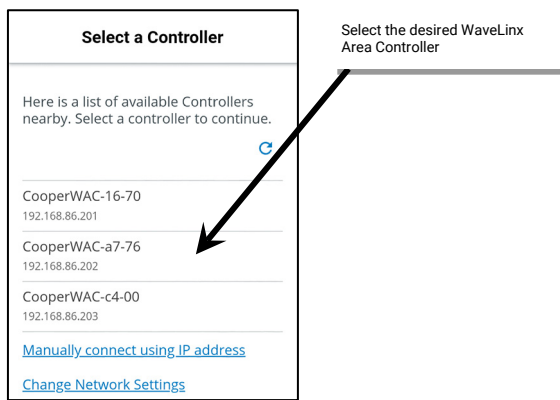 Select a Controller
Here is a list of available Controllers
nearby. Select a controller to continue.
CooperWAC-16-70
192.168.86.201
CooperWAC-a7-76
192.168.86.202
CooperWAC-c4-00
192.168.86.203
Manually connect using IP address
Change Network Settings
Select the desired WaveLinx
Area Controller